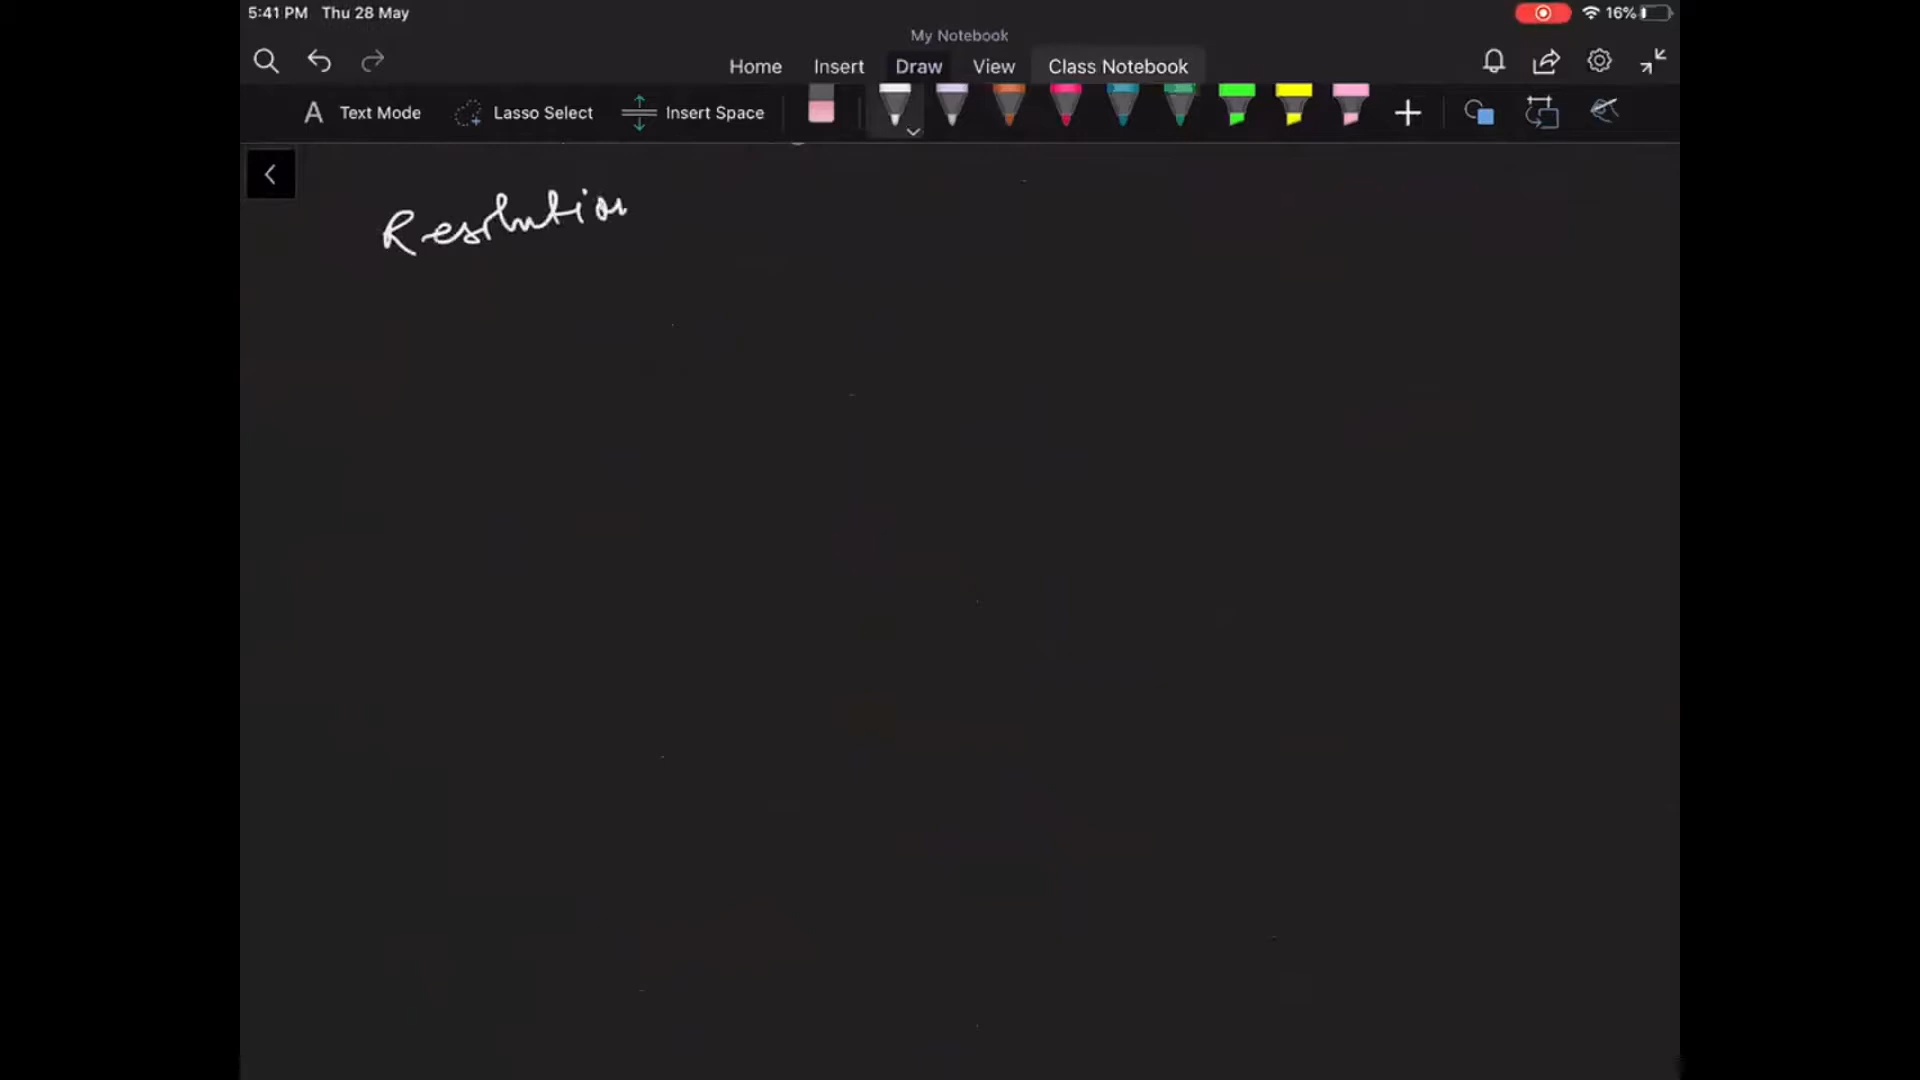 5:41 PM Thu 28 May 16%
My Notebook
Home Insert Draw View Class Notebook
A Text Mode Lasso Select Insert Space
Resolution